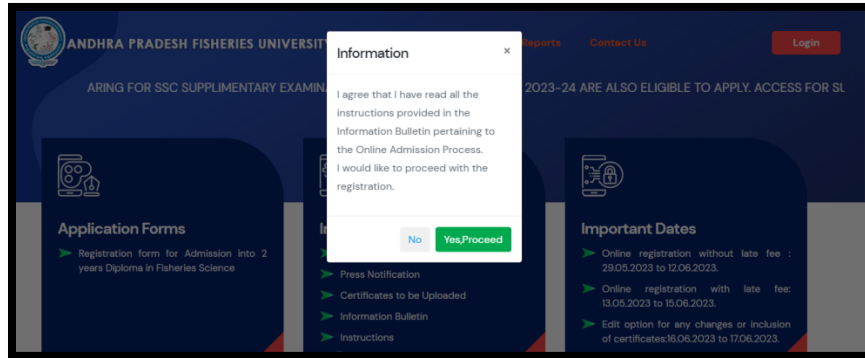 ANDHRA PRADESH FISHERIES UNIVERSIT
Reports
Contact Us
Login
ARING FOR SSC SUPPLIMENTARY EXAMIN
2023-24 ARE ALSO ELIGIBLE TO APPLY. ACCESS FOR
Information
×
I agree that I have read all the
instructions provided in the
Information Bulletin pertaining to
the Online Admission Process.
I would like to proceed with the
registration.
No
Yes,Proceed
Application Forms
Registration form for Admission into 2
years Diploma in Fisheries Science
Press Notification
Certificates to be Uploaded
Information Bulletin
Instructions
Important Dates
Online registration without late fee :
29.05.2023 to 12.06.2023.
Online registration with late fee:
13.05.2023 to 15.06.2023.
Edit option for any changes or inclusion
of certificates:16.06.2023 to 17.06.2023.